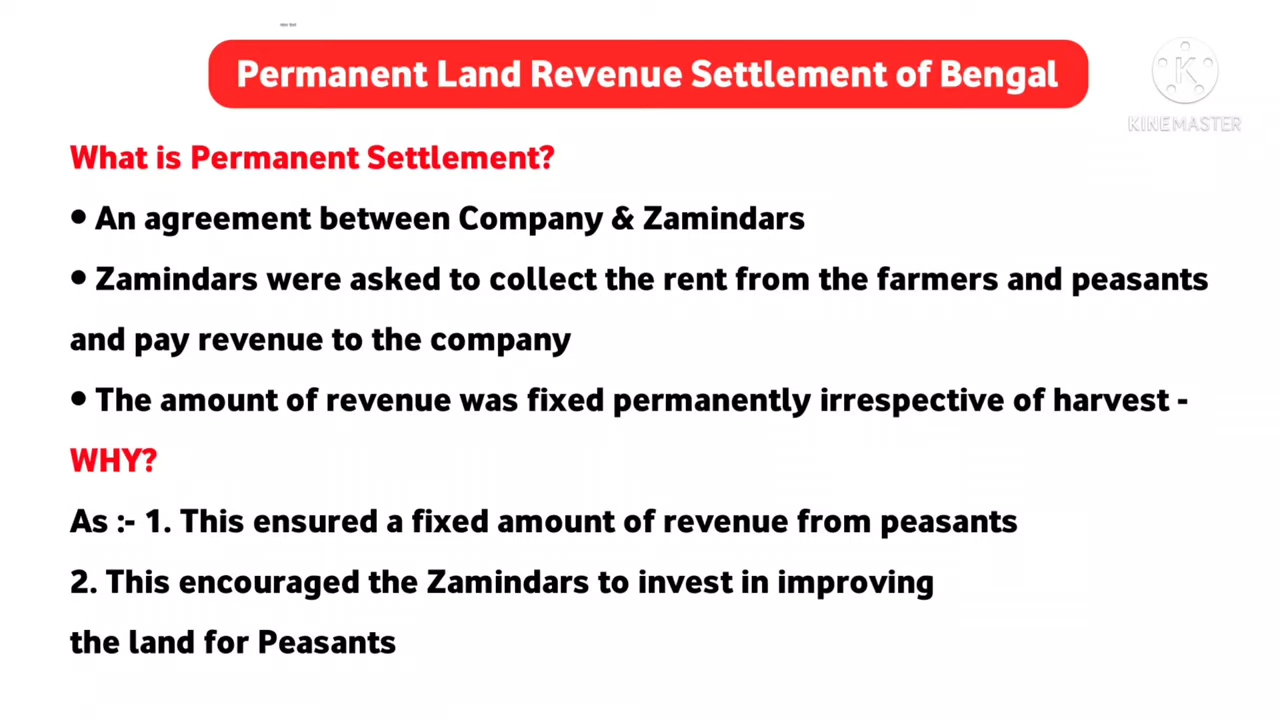 Permanent Land Revenue Settlement of Bengal
K
KINEMASTER
What is Permanent Settlement?
• An agreement between Company & Zamindars
• Zamindars were asked to collect the rent from the farmers and peasants
and pay revenue to the company
• The amount of revenue was fixed permanently irrespective of harvest -
WHY?
As :- 1. This ensured a fixed amount of revenue from peasants
2. This encouraged the Zamindars to invest in improving
the land for Peasants